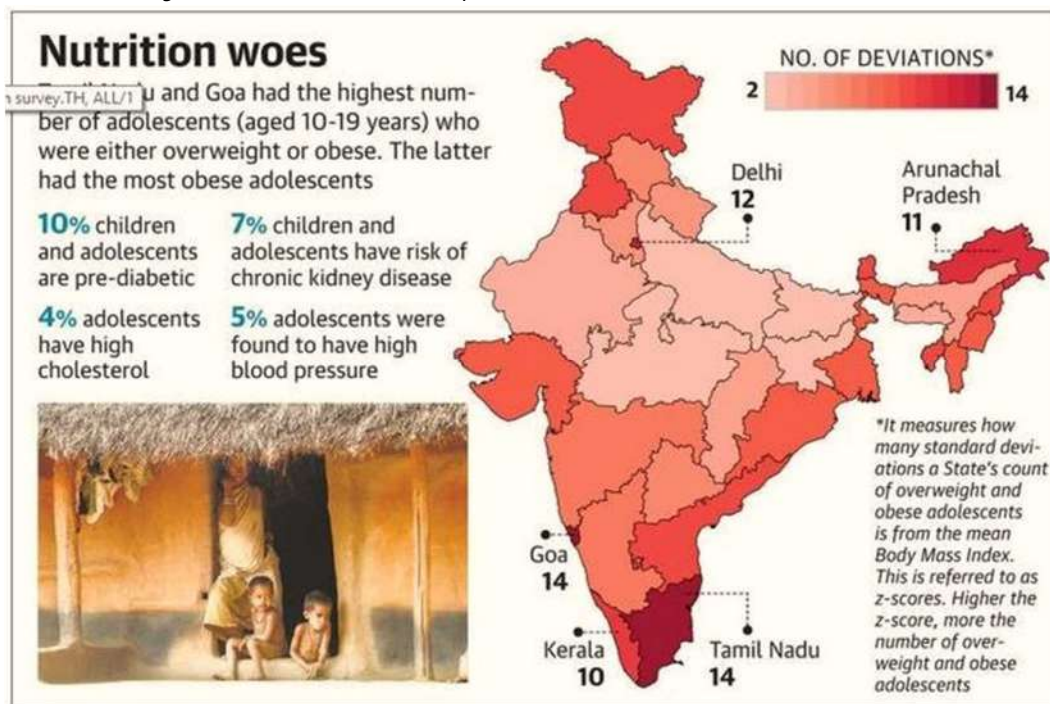 Nutrition woes
n survey.TH, ALL/1
u and Goa had the highest num-
ber of adolescents (aged 10-19 years) who
were either overweight or obese. The latter
had the most obese adolescents
10% children
and adolescents
are pre-diabetic
7% children and
adolescents have risk of
chronic kidney disease
4% adolescents
have high
cholesterol
5% adolescents were
found to have high
blood pressure
NO. OF DEVIATIONS*
2 14
Delhi
12
Arunachal
Pradesh
11
Goa
14
Kerala
10
Tamil Nadu
14
*It measures how
many standard devi-
ations a State's count
of overweight and
obese adolescents
is from the mean
Body Mass Index.
This is referred to as
z-scores. Higher the
z-score, more the
number of over-
weight and obese
adolescents